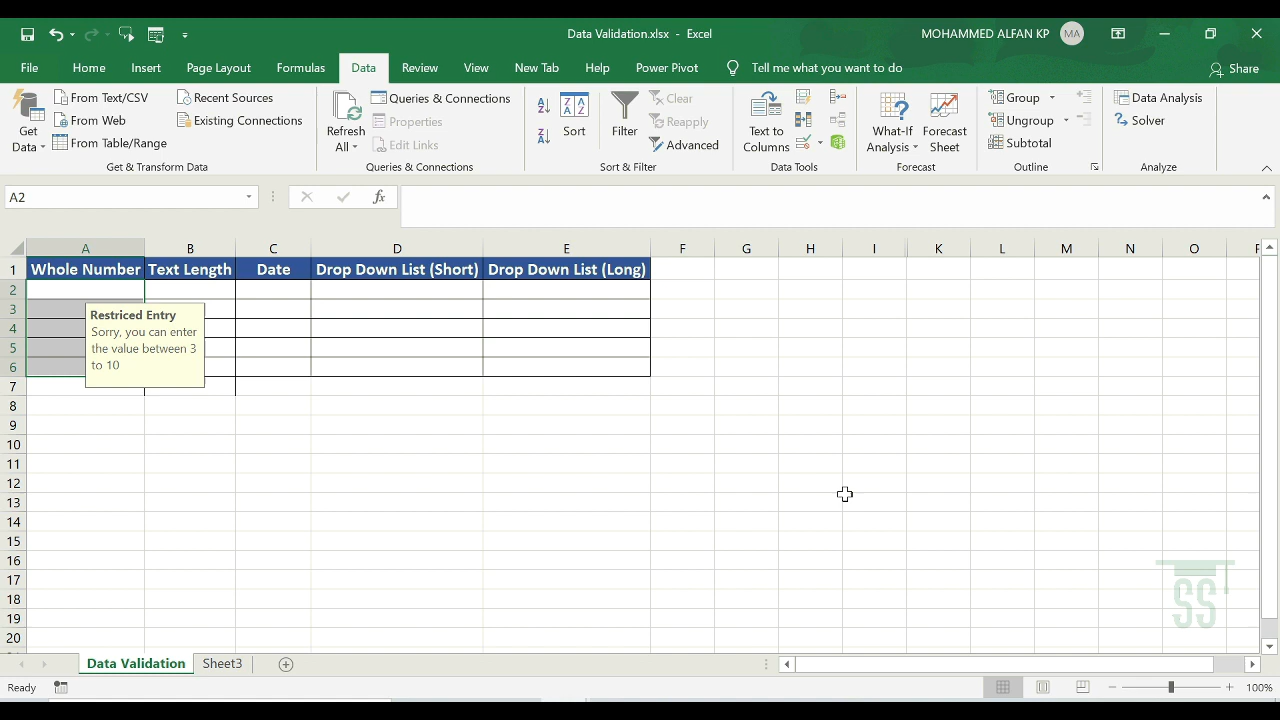 Data Validation.xlsx - Excel
MOHAMMED ALFAN KP
MA
File
Home
Insert
Page Layout
Formulas
Data
Review
View
New Tab
Help
Power Pivot
Tell me what you want to do
Share
Get Data
From Text/CSV
From Web
From Table/Range
Recent Sources
Existing Connections
Get & Transform Data
Refresh All
Queries & Connections
Properties
Edit Links
Queries & Connections
Sort
Filter
Clear
Reapply
Advanced
Sort & Filter
Text to Columns
Data Tools
What-If Analysis
Forecast Sheet
Forecast
Group
Ungroup
Subtotal
Outline
Data Analysis
Solver
Analyze
A2
fx
A B C D E F G H I J K L M N O P
1 Whole Number Text Length Date Drop Down List (Short) Drop Down List (Long)
2
3
4
5
6
Restriced Entry
Sorry, you can enter
the value between 3
to 10
7
8
9
10
11
12
13
14
15
16
17
18
19
20
SS
Data Validation
Sheet3
Ready
100%